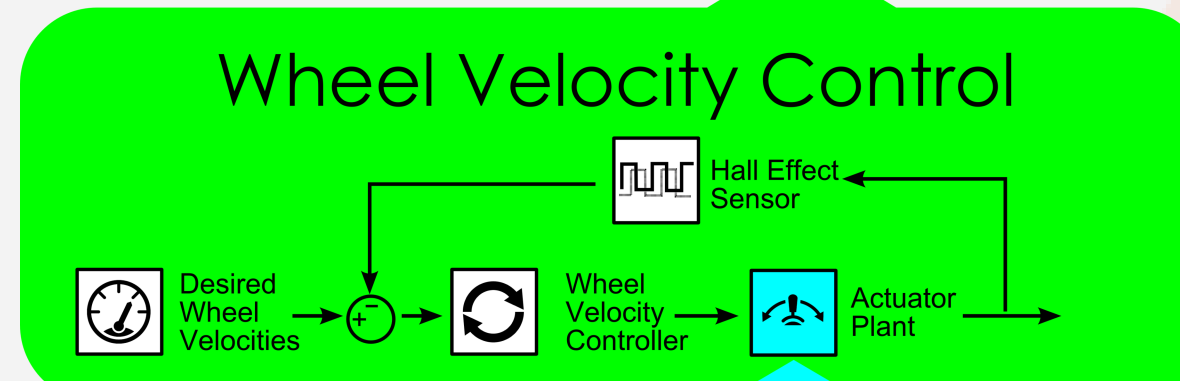 Wheel Velocity Control
Hall Effect
Sensor
Desired
Wheel
Velocities
+
−
Wheel
Velocity
Controller
Actuator
Plant